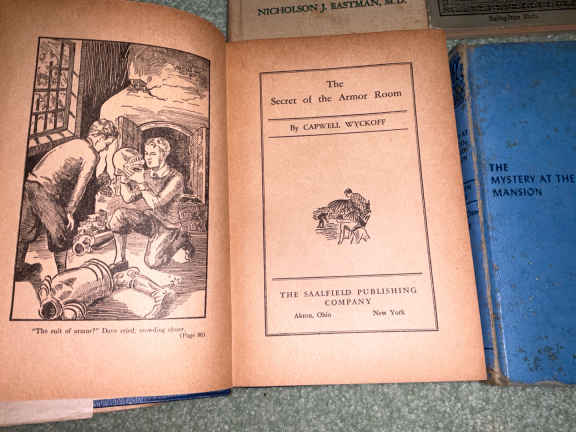 NICHOLSON J. EASTMAN, M.D.
The
Secret of the Armor Room
By CAPWELL WYCKOFF
THE SAALFIELD PUBLISHING
COMPANY
Akron, Ohio New York
"The suit of armor!" Dave cried, crowding closer.
(Page 90)
THE
MYSTERY AT THE
MANSION